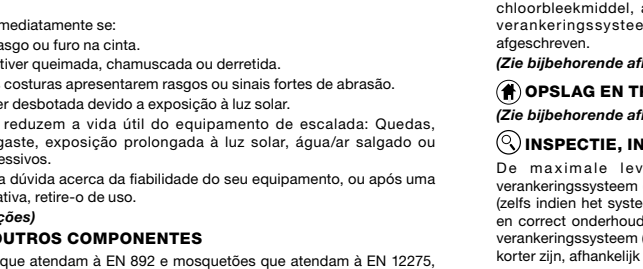 mediatamente se:
asgo ou furo na cinta.
tiver queimada, chamuscada ou derretida.
costuras apresentarem rasgos ou sinais fortes de abrasão.
er desbotada devido a exposição à luz solar.
reduzem a vida útil do equipamento de escalada: Quedas,
gaste, exposição prolongada à luz solar, água/ar salgado ou
essivos.
a dúvida acerca da fiabilidade do seu equipamento, ou após uma
ativa, retire-o de uso.
ções)
OUTROS COMPONENTES
que atendam à EN 892 e mosquetões que atendam à EN 12275,
chloorbleekmiddel, a
verankeringssystee
afgeschreven.
(Zie bijbehorende af
OPSLAG EN T
(Zie bijbehorende af
INSPECTIE, IN
De maximale lev
verankeringssysteem
(zelfs indien het syste
en correct onderhoud
verankeringssysteem
korter zijn, afhankelijk